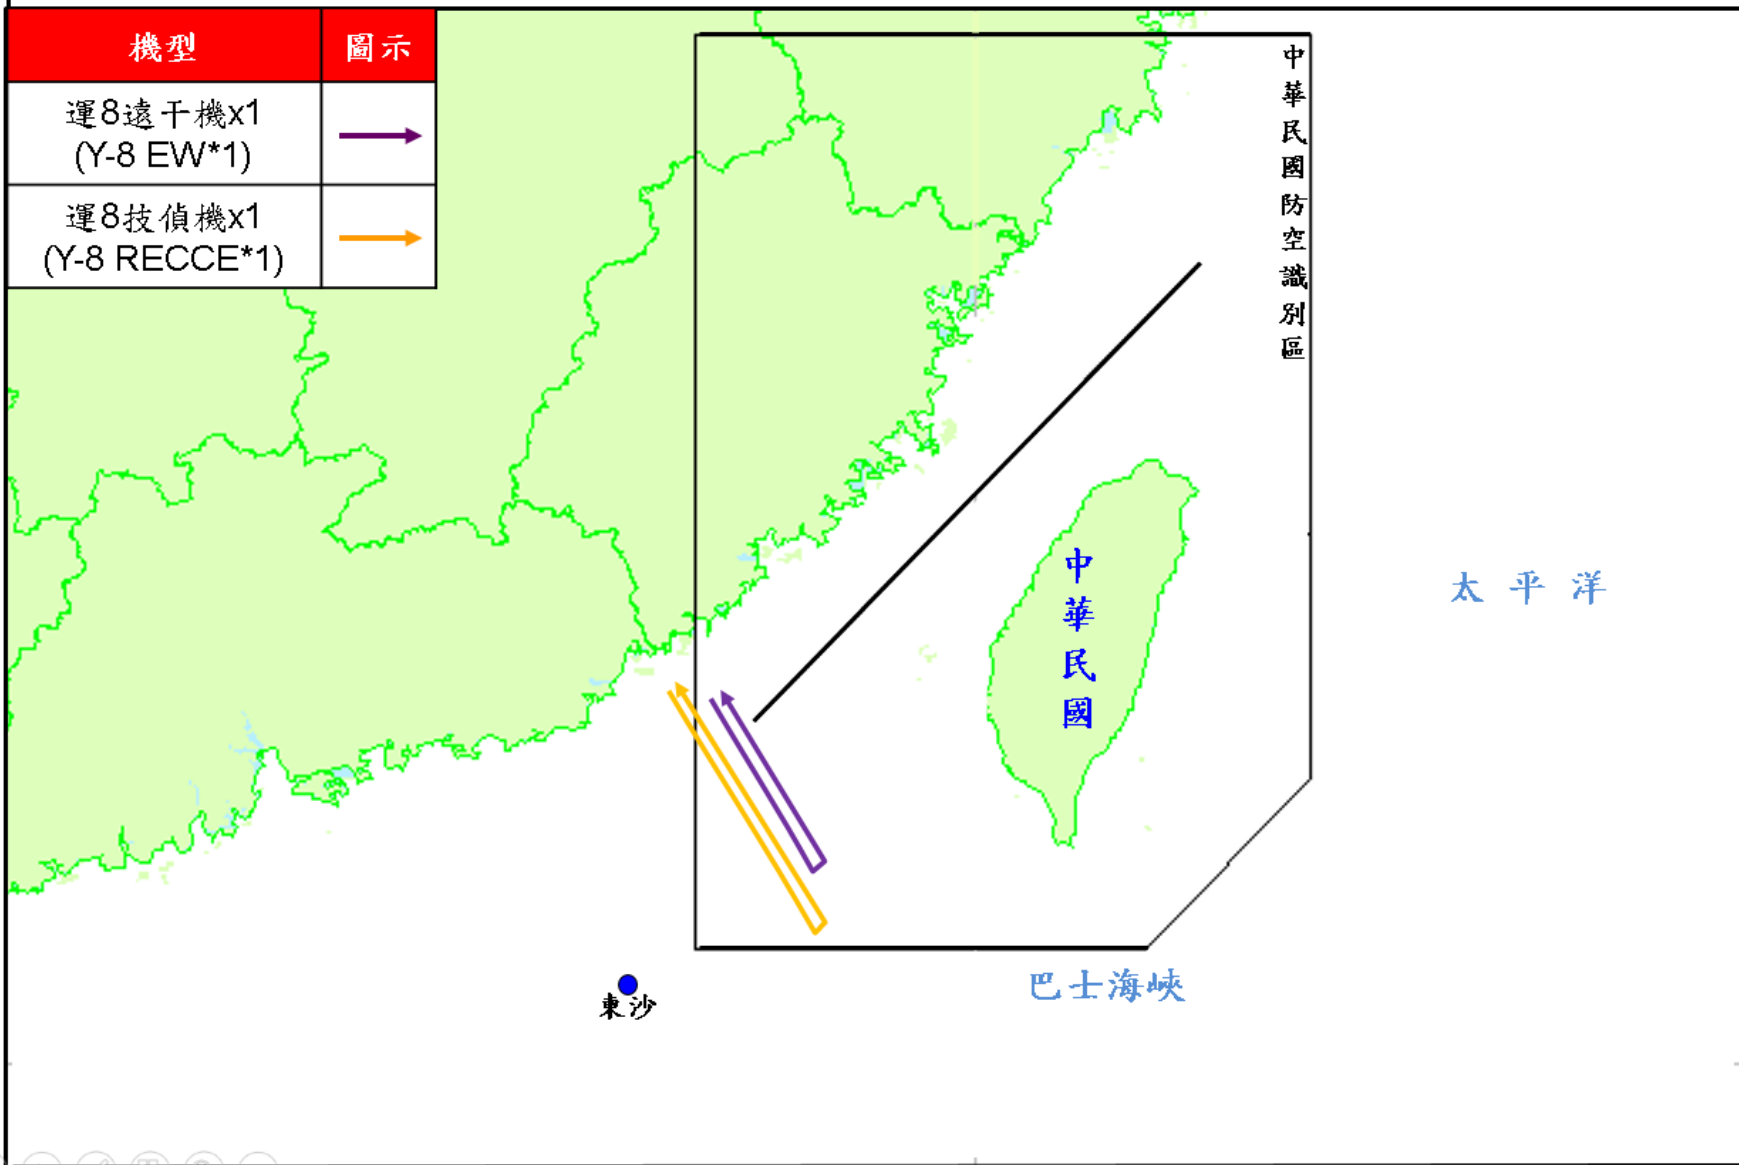 機型
圖示
運8遠干機x1
(Y-8 EW*1)
運8技偵機x1
(Y-8 RECCE*1)
中華民國防空識別區
中華民國
太平洋
巴士海峽
東沙